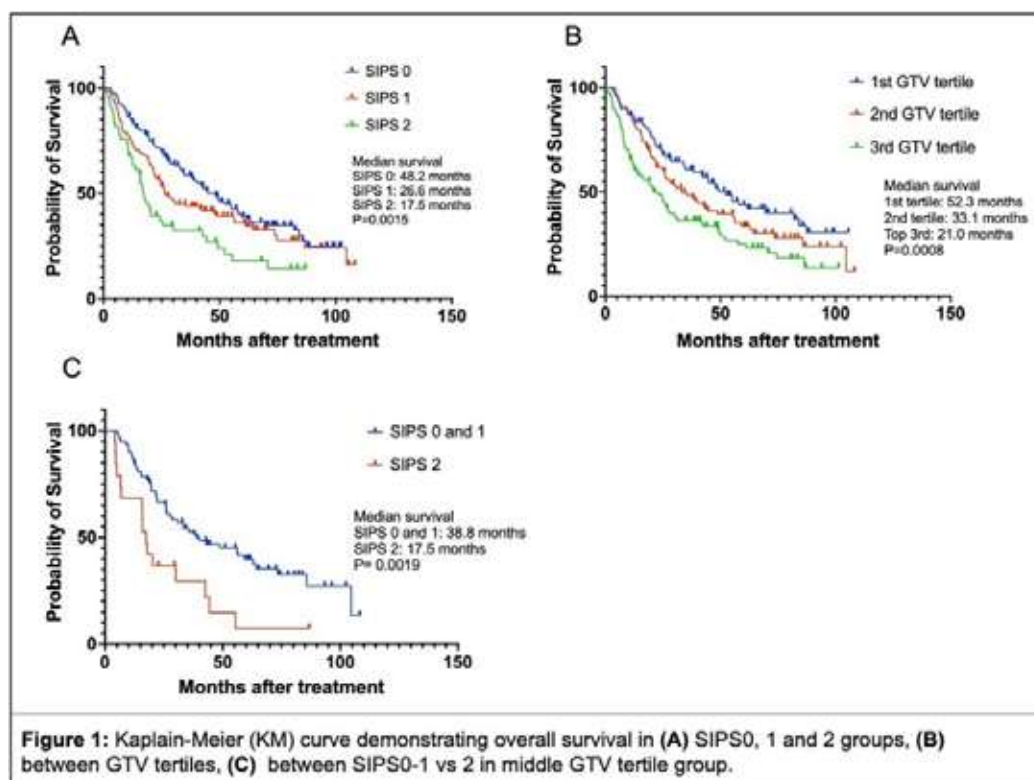 A
SIPS 0
SIPS 1
SIPS 2
Median survival
SIPS 0: 48.2 months
SIPS 1: 26.6 months
SIPS 2: 17.5 months
P=0.0015
Probability of Survival
100
50
0
0 50 100 150
Months after treatment
B
1st GTV tertile
2nd GTV tertile
3rd GTV tertile
Median survival
1st tertile: 52.3 months
2nd tertile: 33.1 months
Top 3rd: 21.0 months
P=0.0008
Probability of Survival
100
50
0
0 50 100 150
Months after treatment
C
SIPS 0 and 1
SIPS 2
Median survival
SIPS 0 and 1: 38.8 months
SIPS 2: 17.5 months
P= 0.0019
Probability of Survival
100
50
0
0 50 100 150
Months after treatment
Figure 1: Kaplain-Meier (KM) curve demonstrating overall survival in (A) SIPS0, 1 and 2 groups, (B)
between GTV tertiles, (C) between SIPS0-1 vs 2 in middle GTV tertile group.